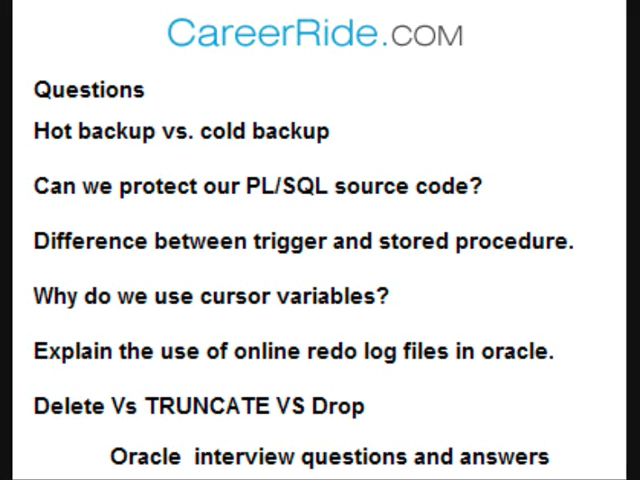 CareerRide.COM
Questions
Hot backup vs. cold backup
Can we protect our PL/SQL source code?
Difference between trigger and stored procedure.
Why do we use cursor variables?
Explain the use of online redo log files in oracle.
Delete Vs TRUNCATE VS Drop
Oracle interview questions and answers